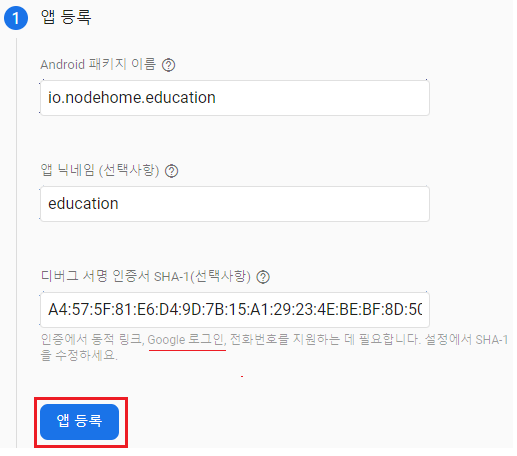 1 앱 등록
Android 패키지 이름 ?
io.nodehome.education
앱 닉네임 (선택사항) ?
education
디버그 서명 인증서 SHA-1(선택사항) ?
A4:57:5F:81:E6:D4:9D:7B:15:A1:29:23:4E:BE:BF:8D:50
인증에서 동적 링크, Google 로그인, 전화번호를 지원하는 데 필요합니다. 설정에서 SHA-1
을 수정하세요.
앱 등록